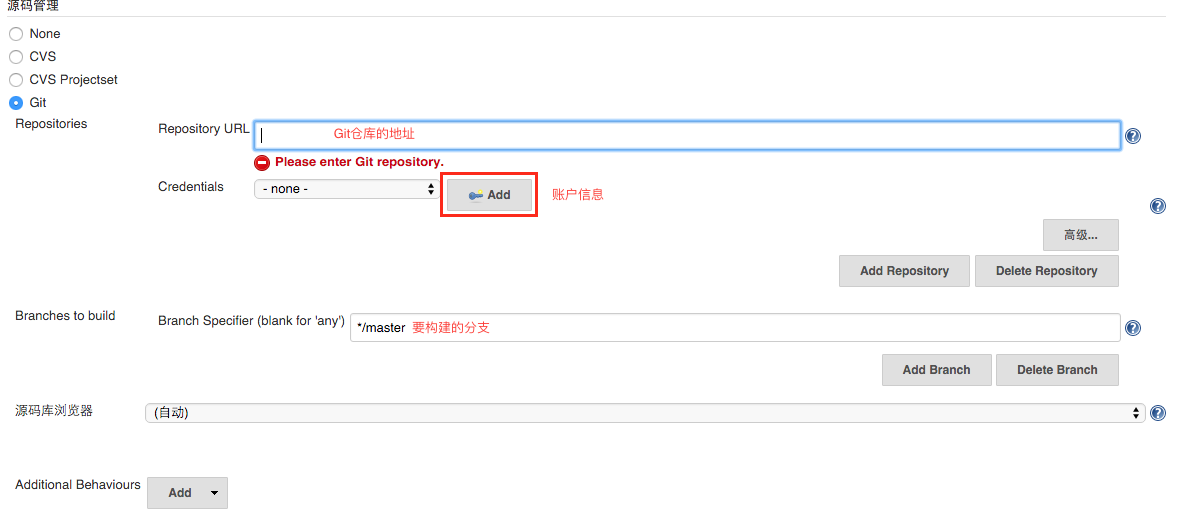 源码管理
None
CVS
CVS Projectset
Git
Repositories
Repository URL Git仓库的地址
Please enter Git repository.
Credentials - none - Add 账户信息
高级...
Add Repository Delete Repository
Branches to build
Branch Specifier (blank for 'any') */master 要构建的分支
Add Branch Delete Branch
源码库浏览器 (自动)
Additional Behaviours Add